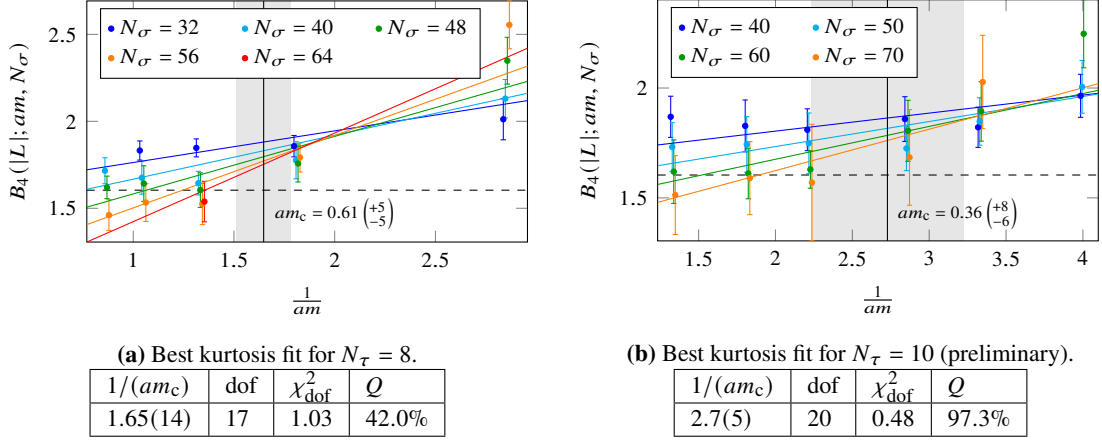 N_σ = 32 N_σ = 40 N_σ = 48
N_σ = 56 N_σ = 64
B_4(|L|; am, N_σ)
2.5
2
1.5
am_c = 0.61 (+5 −5)
1 1.5 2 2.5
1/am
(a) Best kurtosis fit for N_τ = 8.
1/(am_c) dof χ²_dof Q
1.65(14) 17 1.03 42.0%
N_σ = 40 N_σ = 50
N_σ = 60 N_σ = 70
B_4(|L|; am, N_σ)
2
1.5
am_c = 0.36 (+8 −6)
1.5 2 2.5 3 3.5 4
1/am
(b) Best kurtosis fit for N_τ = 10 (preliminary).
1/(am_c) dof χ²_dof Q
2.7(5) 20 0.48 97.3%